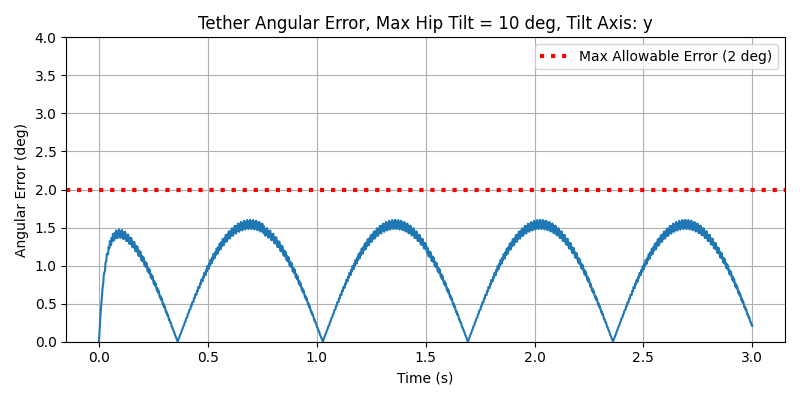 Tether Angular Error, Max Hip Tilt = 10 deg, Tilt Axis: y
Max Allowable Error (2 deg)
Angular Error (deg)
4.0
3.5
3.0
2.5
2.0
1.5
1.0
0.5
0.0
0.0 0.5 1.0 1.5 2.0 2.5 3.0
Time (s)